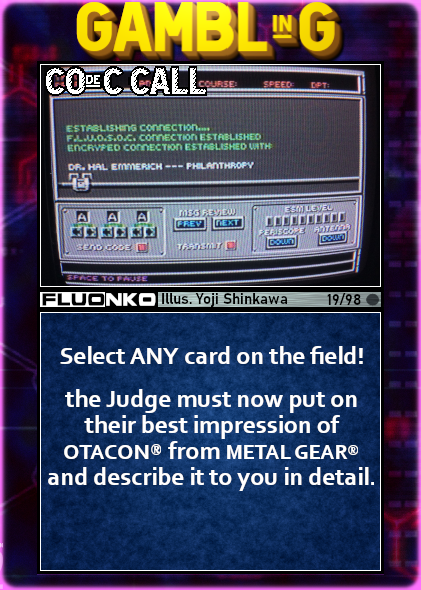 GAMBLinG
COdeC CALL
COURSE: SPEED: DPT:
ESTABLISHING CONNECTION....
F.L.U.O.S.O.C. CONNECTION ESTABLISHED
ENCRYPED CONNECTION ESTABLISHED WITH:
DR. HAL EMMERICH --- PHILANTHROPY
MSG REVIEW
ESM LEVEL
A A A
PREV NEXT
PERISCOPE ANTENNA
DOWN DOWN
SEND CODE TRANSMIT
SPACE TO PAUSE
FLUONKO Illus. Yoji Shinkawa 19/98
Select ANY card on the field!
the Judge must now put on
their best impression of
OTACON® from METAL GEAR®
and describe it to you in detail.